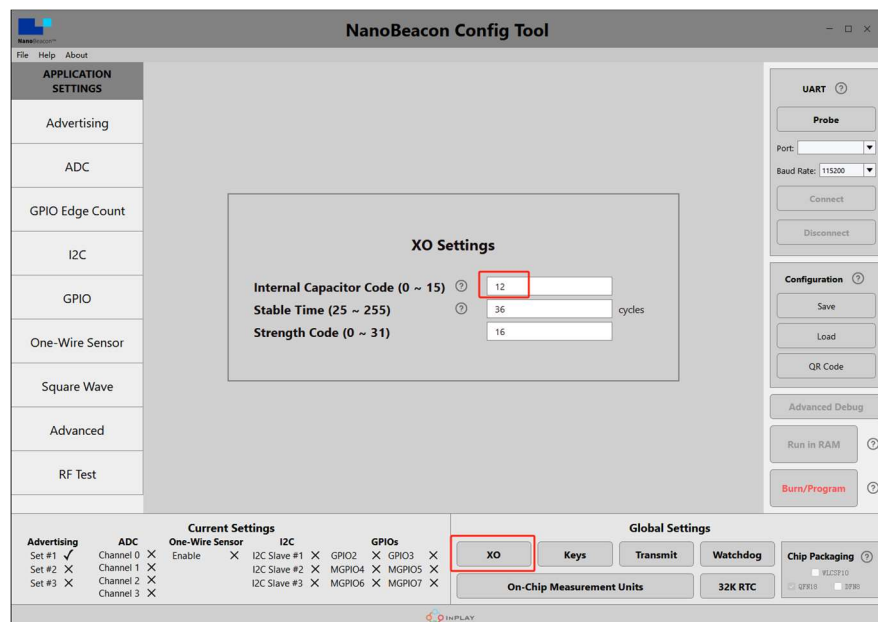 NanoBeacon Config Tool
NanoBeacon™
File Help About
APPLICATION
SETTINGS
Advertising
ADC
GPIO Edge Count
I2C
GPIO
One-Wire Sensor
Square Wave
Advanced
RF Test
XO Settings
Internal Capacitor Code (0 ~ 15) ? 12
Stable Time (25 ~ 255) ? 36 cycles
Strength Code (0 ~ 31) 16
UART ?
Probe
Port:
Baud Rate: 115200
Connect
Disconnect
Configuration ?
Save
Load
QR Code
Advanced Debug
Run in RAM ?
Burn/Program ?
Current Settings
Advertising ADC One-Wire Sensor I2C GPIOs
Set #1 ✓ Channel 0 X Enable X I2C Slave #1 X GPIO2 X GPIO3 X
Set #2 X Channel 1 X I2C Slave #2 X MGPIO4 X MGPIO5 X
Set #3 X Channel 2 X I2C Slave #3 X MGPIO6 X MGPIO7 X
Channel 3 X
Global Settings
XO Keys Transmit Watchdog
On-Chip Measurement Units 32K RTC
Chip Packaging ?
WLCSP10
QFN18 DFN8
INPLAY